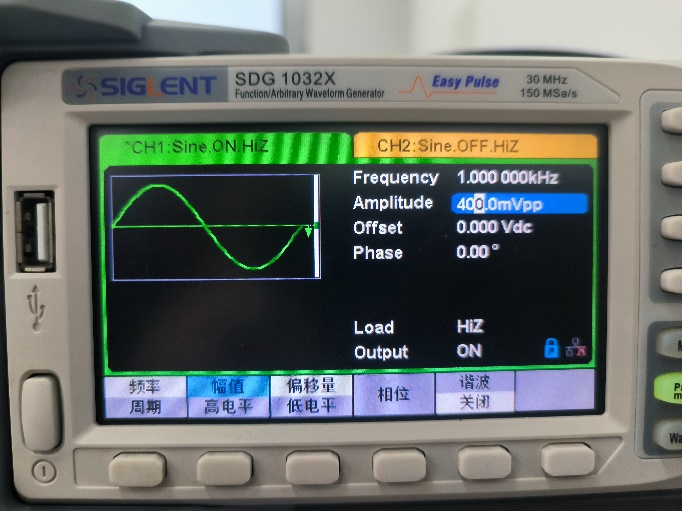 SIGLENT
SDG 1032X
Function/Arbitrary Waveform Generator
Easy Pulse
30 MHz
150 MSa/s
CH1:Sine.ON.HiZ
CH2:Sine.OFF.HiZ
Frequency 1.000 000kHz
Amplitude 400.0mVpp
Offset 0.000 Vdc
Phase 0.00°
Load HiZ
Output ON
频率 幅值 偏移量 相位 谐波
周期 高电平 低电平 关闭